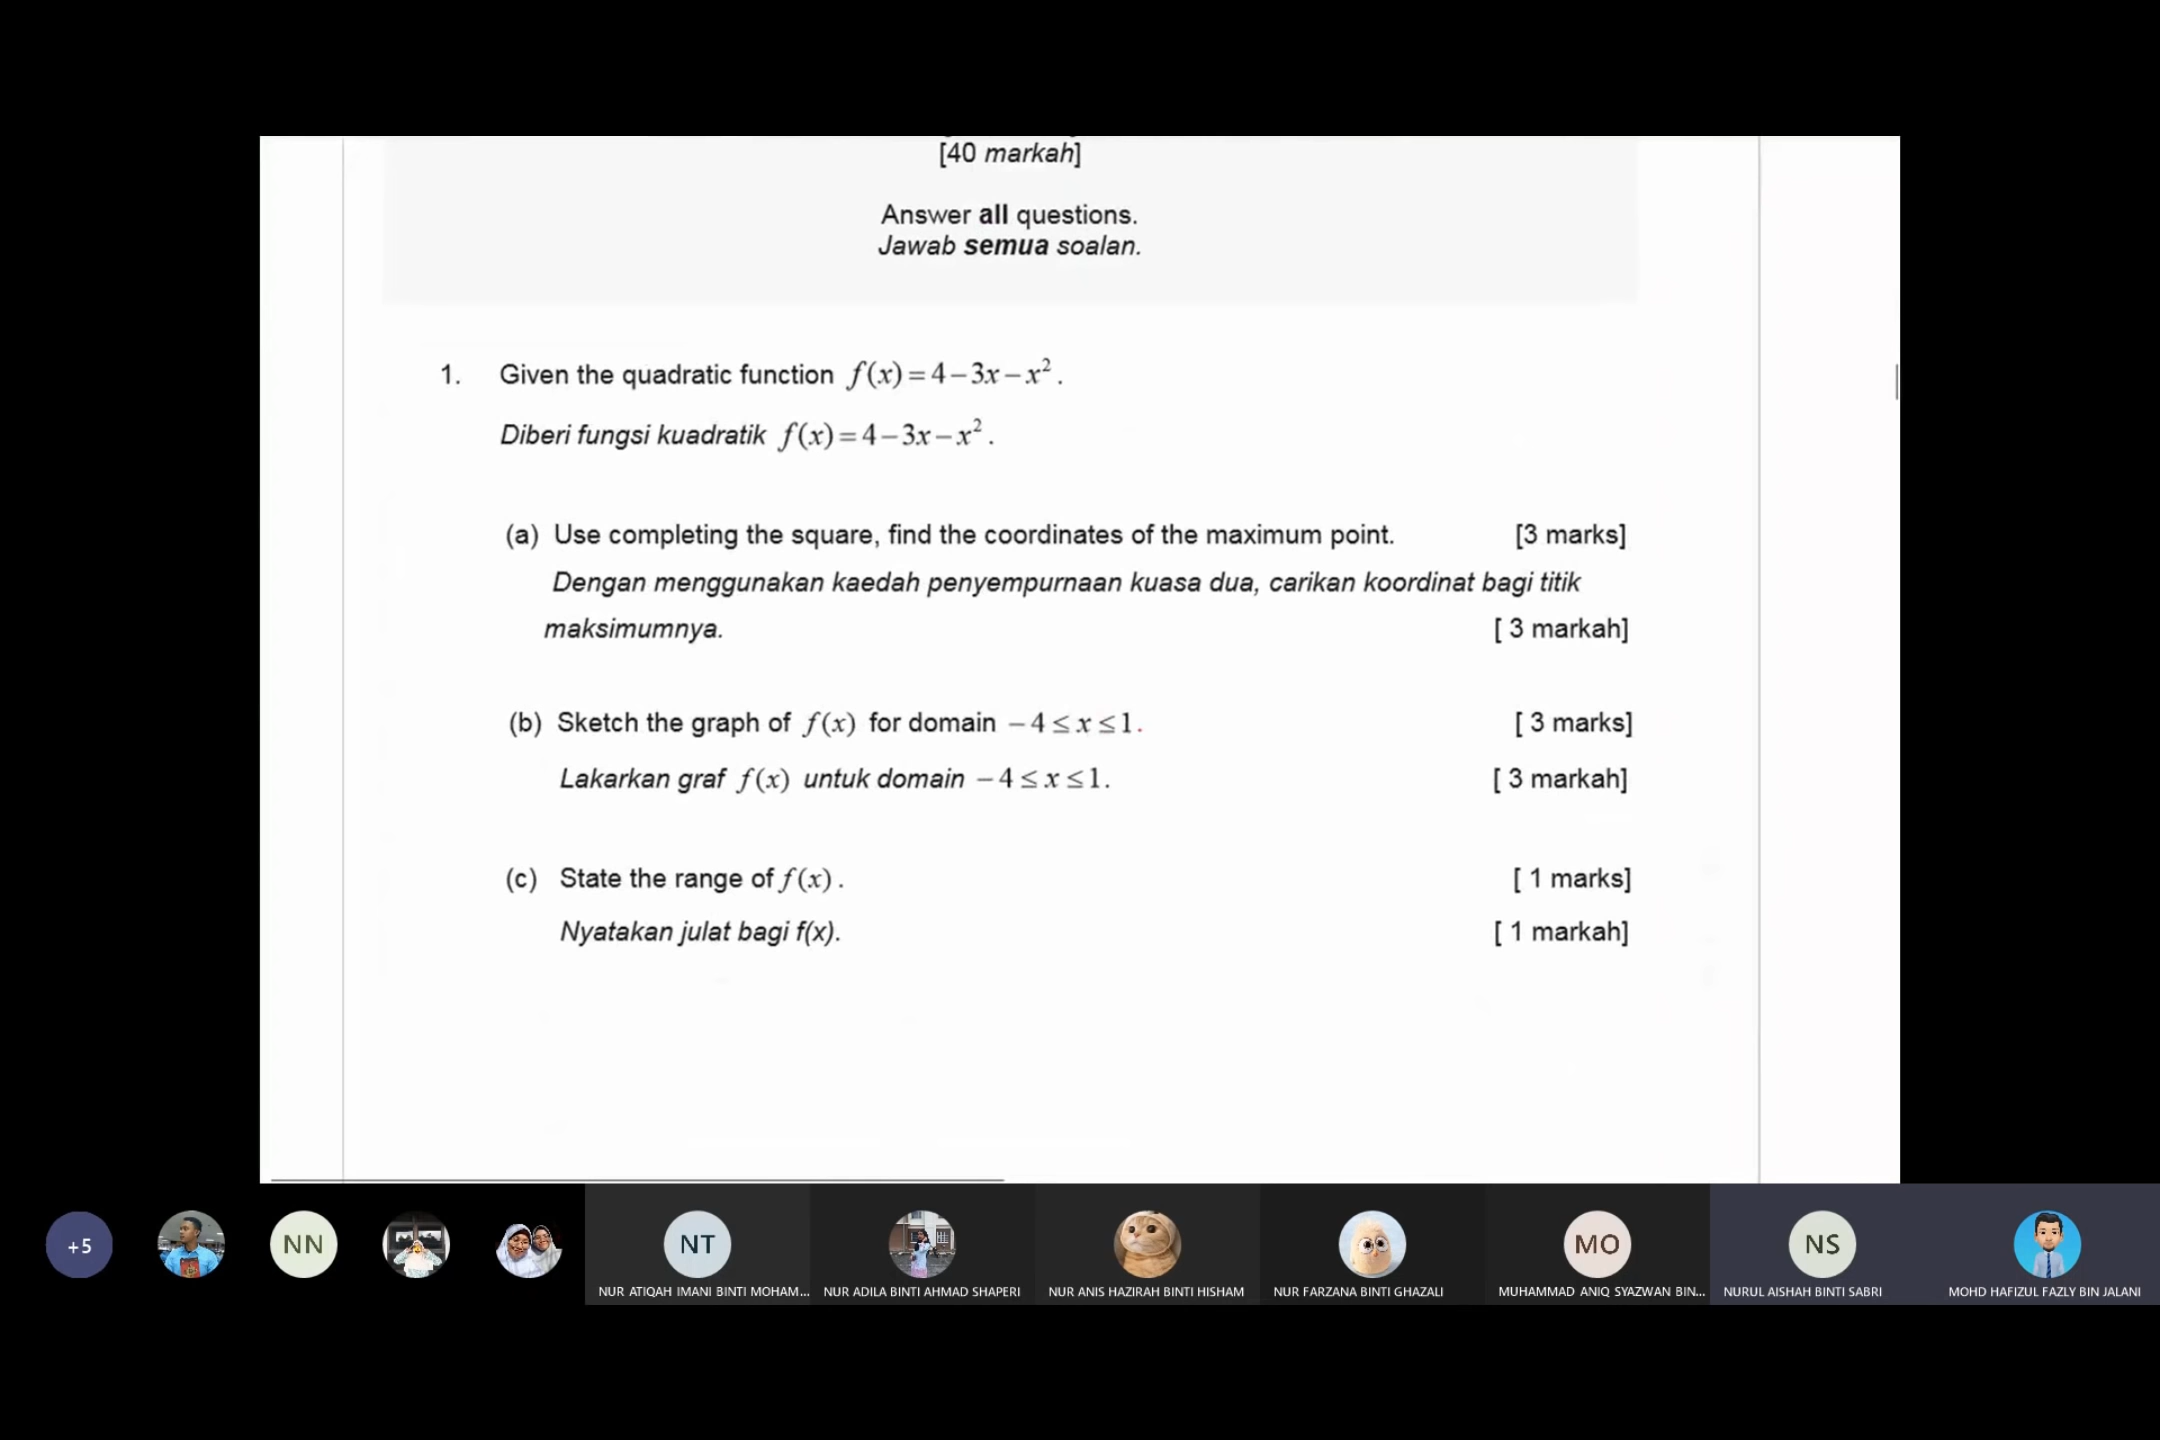 [40 markah]
Answer all questions.
Jawab semua soalan.
1. Given the quadratic function f(x)=4−3x−x².
Diberi fungsi kuadratik f(x)=4−3x−x².
(a) Use completing the square, find the coordinates of the maximum point. [3 marks]
Dengan menggunakan kaedah penyempurnaan kuasa dua, carikan koordinat bagi titik
maksimumnya. [ 3 markah]
(b) Sketch the graph of f(x) for domain −4≤x≤1. [ 3 marks]
Lakarkan graf f(x) untuk domain −4≤x≤1. [ 3 markah]
(c) State the range of f(x). [ 1 marks]
Nyatakan julat bagi f(x). [ 1 markah]
+5 NN NT MO NS
NUR ATIQAH IMANI BINTI MOHAM... NUR ADILA BINTI AHMAD SHAPERI NUR ANIS HAZIRAH BINTI HISHAM NUR FARZANA BINTI GHAZALI MUHAMMAD ANIQ SYAZWAN BIN... NURUL AISHAH BINTI SABRI MOHD HAFIZUL FAZLY BIN JALANI